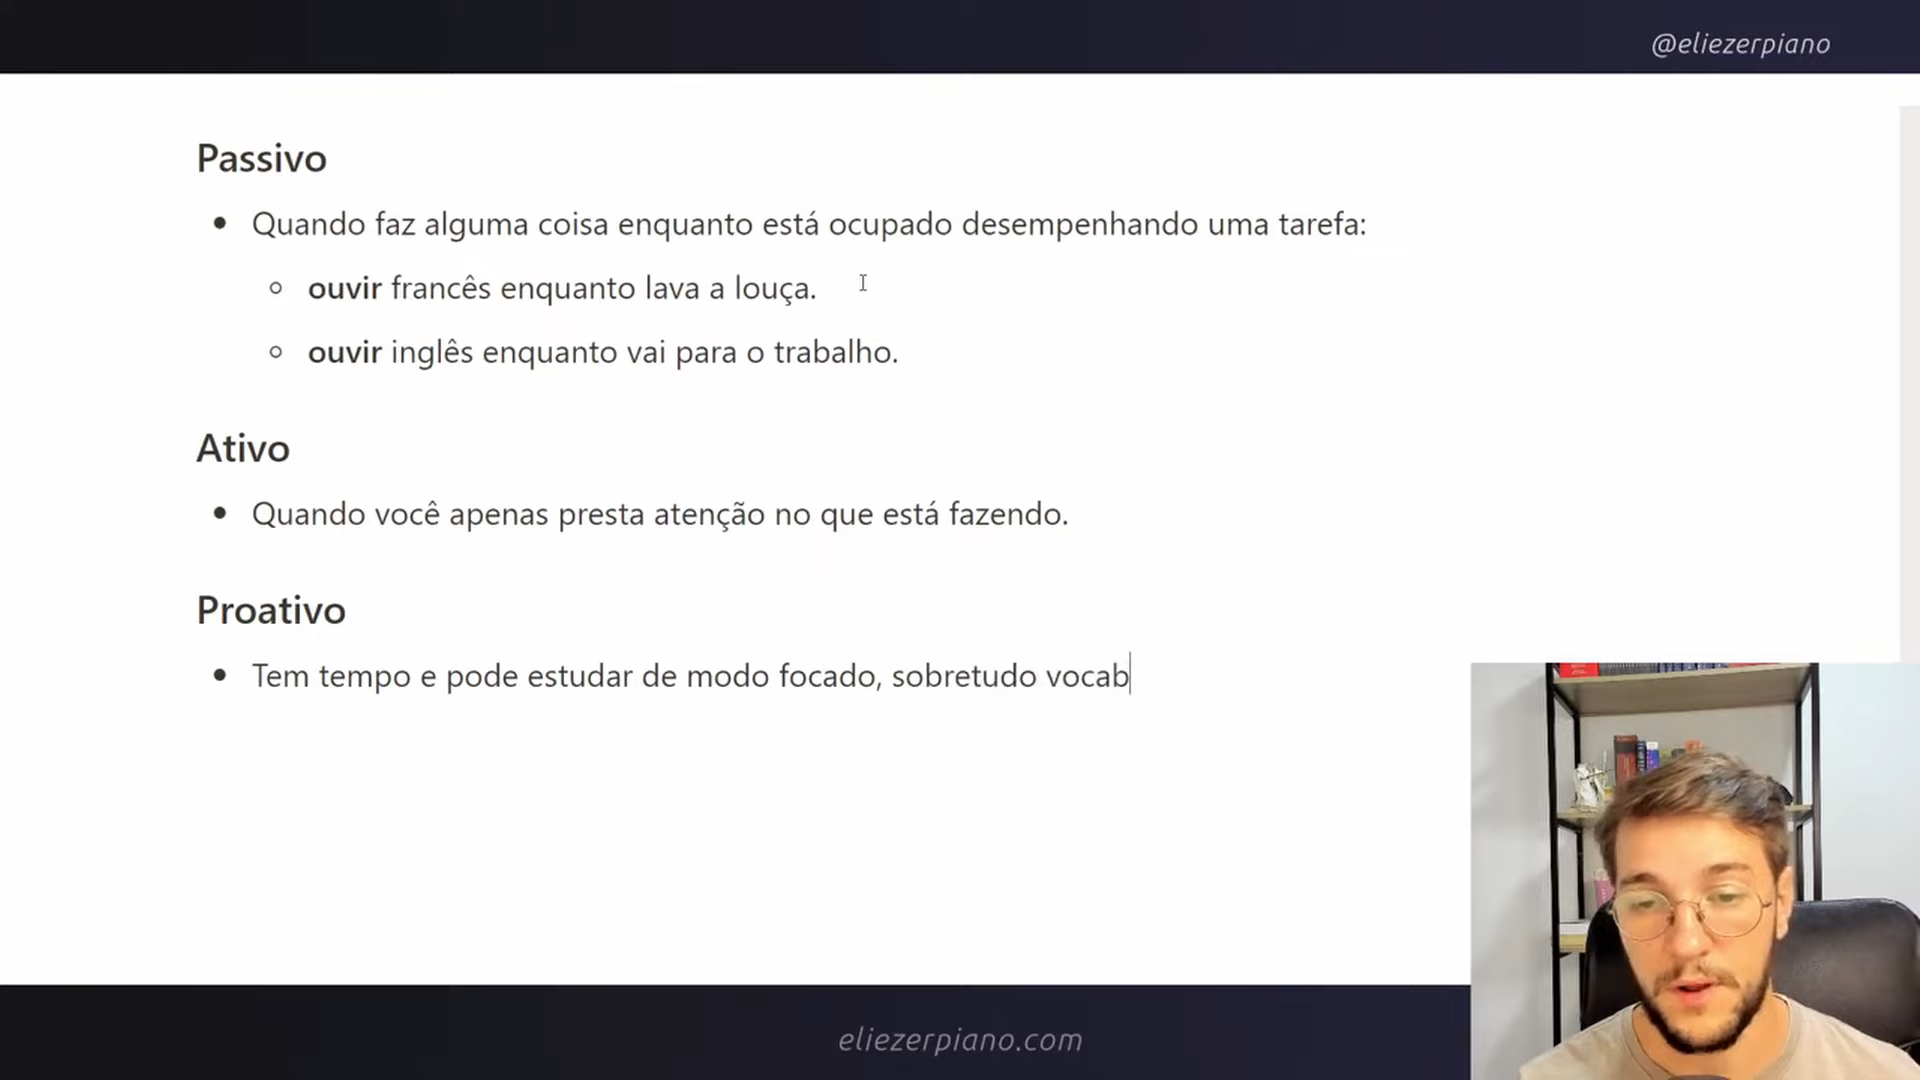 @eliezerpiano
Passivo
Quando faz alguma coisa enquanto está ocupado desempenhando uma tarefa:
ouvir francês enquanto lava a louça.
ouvir inglês enquanto vai para o trabalho.
Ativo
Quando você apenas presta atenção no que está fazendo.
Proativo
Tem tempo e pode estudar de modo focado, sobretudo vocab
eliezerpiano.com